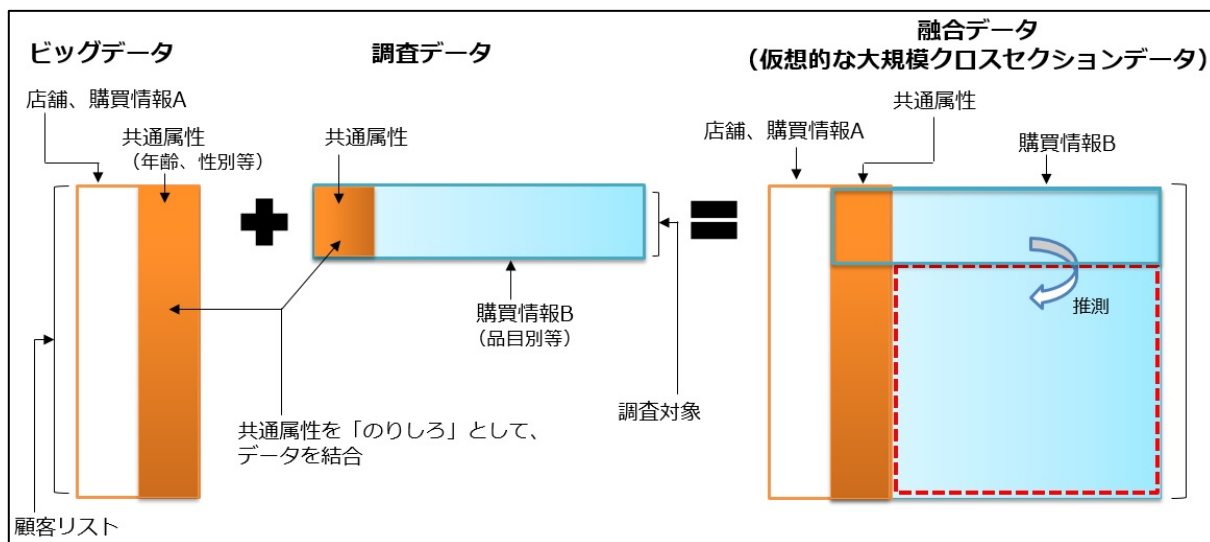 ビッグデータ
店舗、購買情報A
共通属性
（年齢、性別等）
顧客リスト
調査データ
共通属性
購買情報B
（品目別等）
調査対象
共通属性を「のりしろ」として、
データを結合
融合データ
（仮想的な大規模クロスセクションデータ）
共通属性
店舗、購買情報A
購買情報B
推測